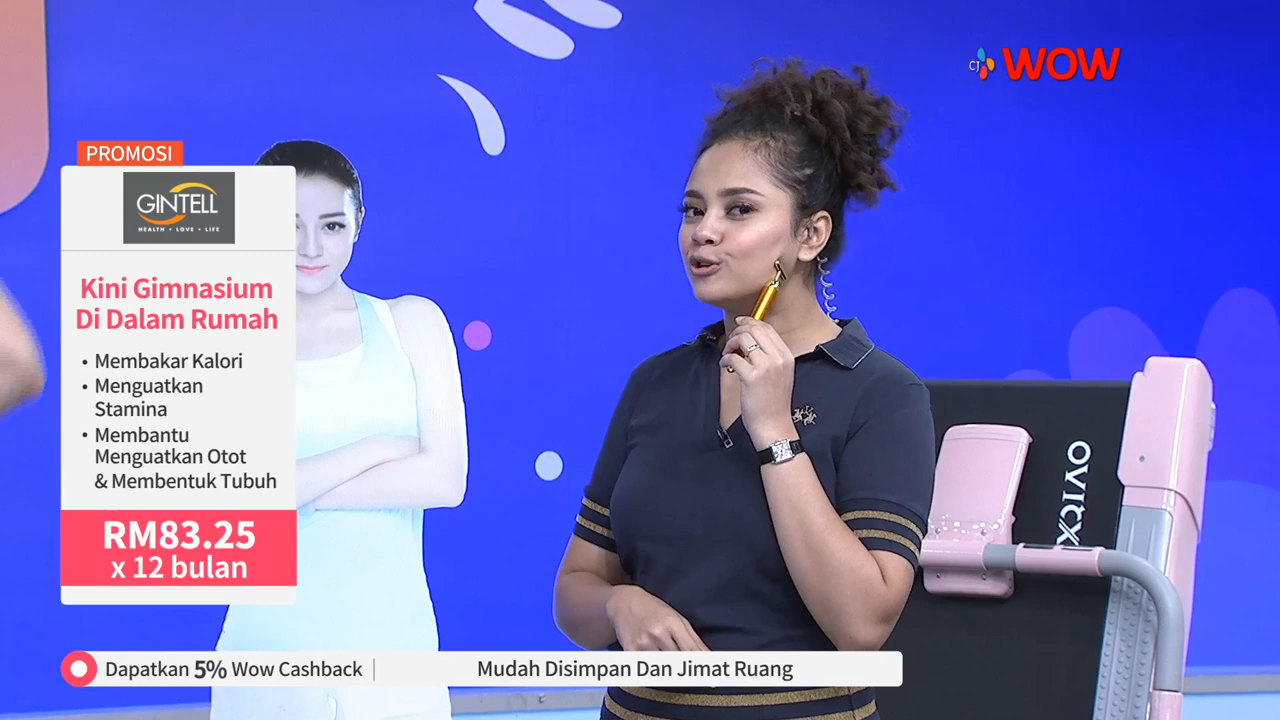 CJ WOW
PROMOSI
GINTELL
HEALTH • LOVE • LIFE
Kini Gimnasium
Di Dalam Rumah
• Membakar Kalori
• Menguatkan
Stamina
• Membantu
Menguatkan Otot
& Membentuk Tubuh
RM83.25
x 12 bulan
OVITX
Dapatkan 5% Wow Cashback | Mudah Disimpan Dan Jimat Ruang